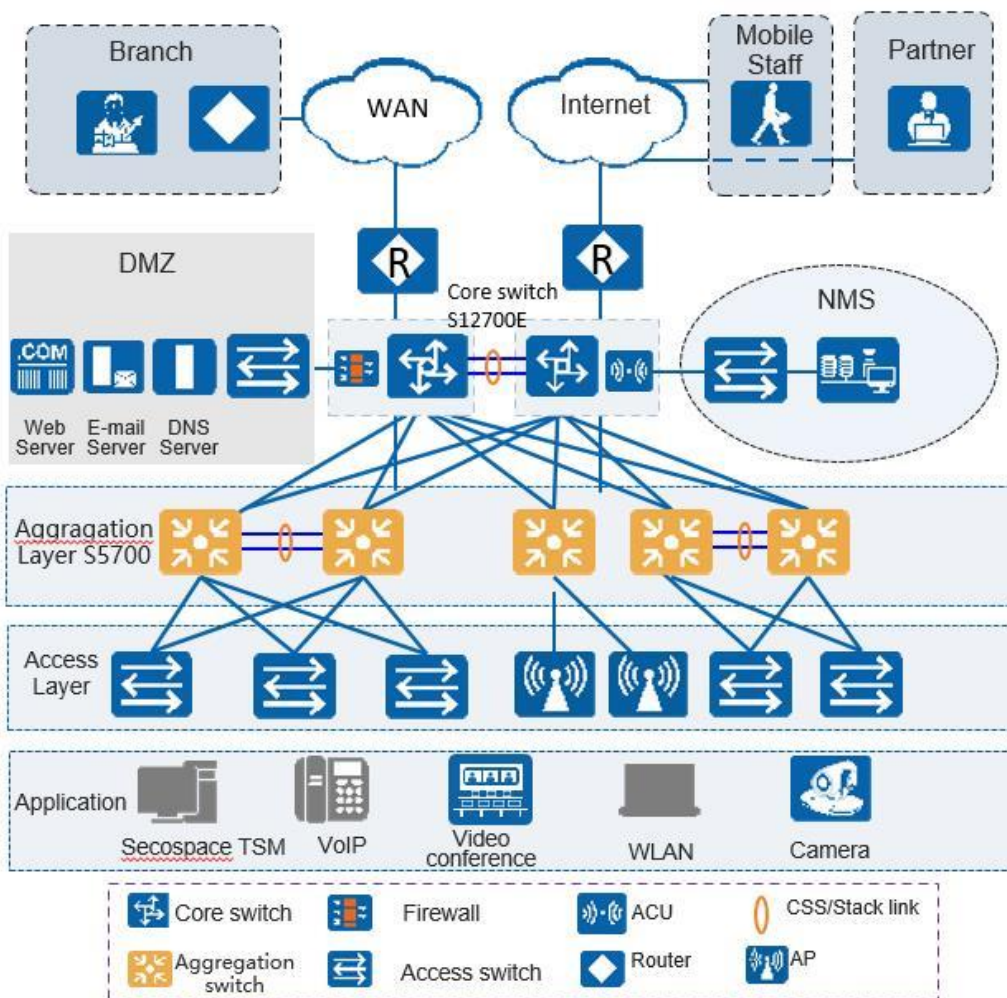 Branch
WAN
Internet
Mobile
Staff
Partner
R
R
DMZ
Core switch
S12700E
NMS
.COM
Web
Server
E-mail
Server
DNS
Server
Aggragation
Layer S5700
Access
Layer
Application
Secospace TSM
VoIP
Video
conference
WLAN
Camera
Core switch
Firewall
ACU
CSS/Stack link
Aggregation
switch
Access switch
Router
AP